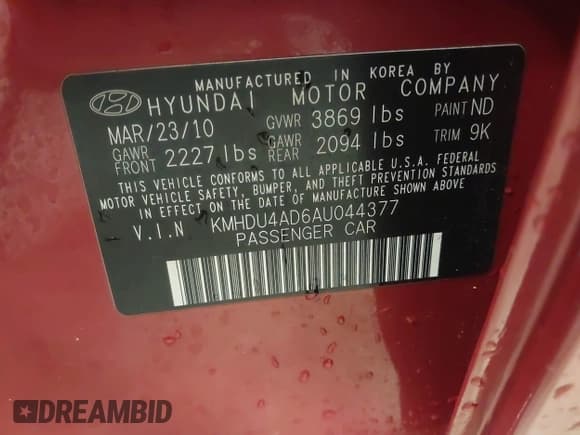 MANUFACTURED IN KOREA BY
HYUNDAI MOTOR COMPANY
MAR/23/10 GVWR 3869 lbs PAINT ND
GAWR FRONT 2227 lbs GAWR REAR 2094 lbs TRIM 9K
THIS VEHICLE CONFORMS TO ALL APPLICABLE U.S.A. FEDERAL
MOTOR VEHICLE SAFETY, BUMPER, AND THEFT PREVENTION STANDARDS
IN EFFECT ON THE DATE OF MANUFACTURE SHOWN ABOVE.
V.I.N KMHDU4AD6AU044377
PASSENGER CAR
DREAMBID